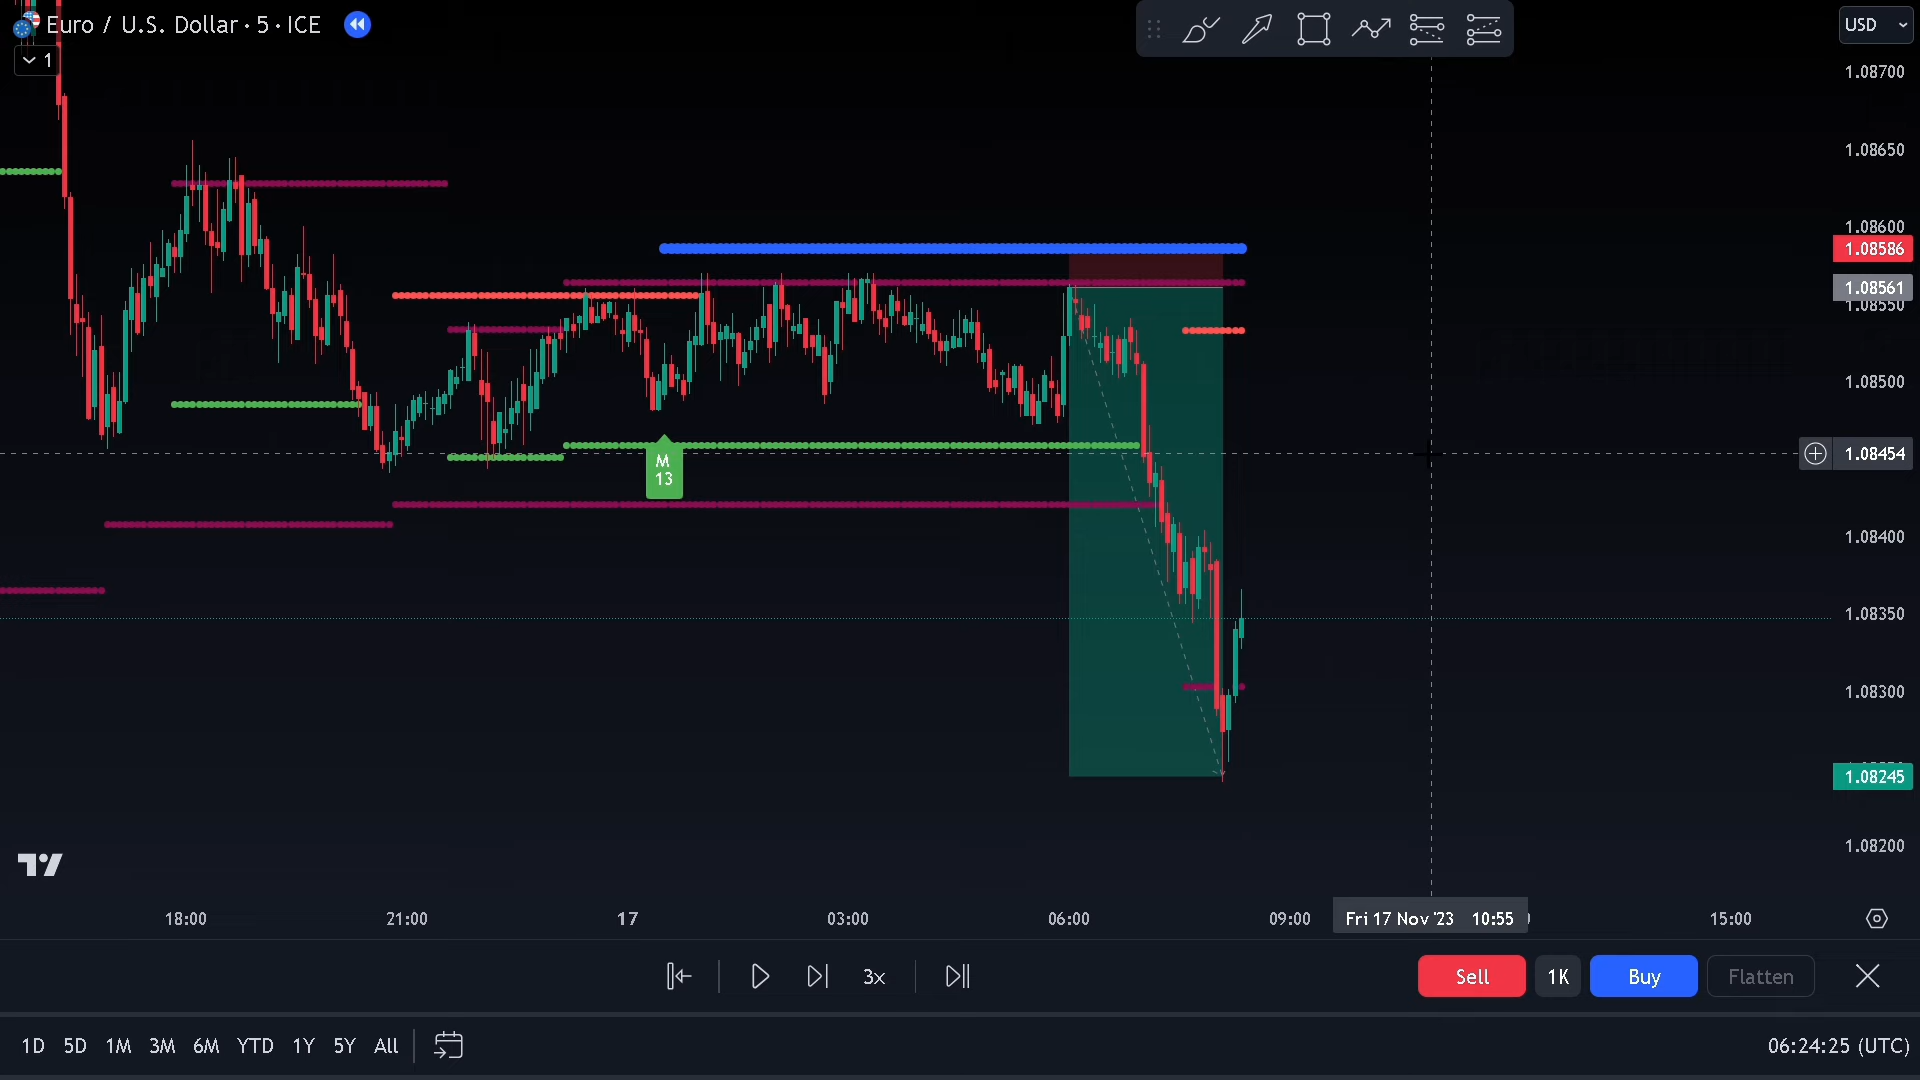 Euro / U.S. Dollar · 5 · ICE
1
USD
1.08700
1.08650
1.08600
1.08586
1.08561
1.08550
1.08500
1.08454
1.08400
1.08350
1.08300
1.08245
1.08200
M
13
18:00
21:00
17
03:00
06:00
09:00
Fri 17 Nov '23 10:55
15:00
3x
Sell
1K
Buy
Flatten
1D 5D 1M 3M 6M YTD 1Y 5Y All
06:24:25 (UTC)